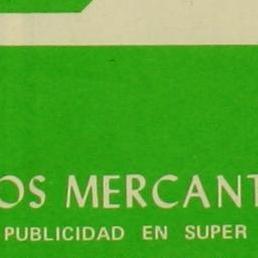 OS MERCANT
PUBLICIDAD EN SUPER